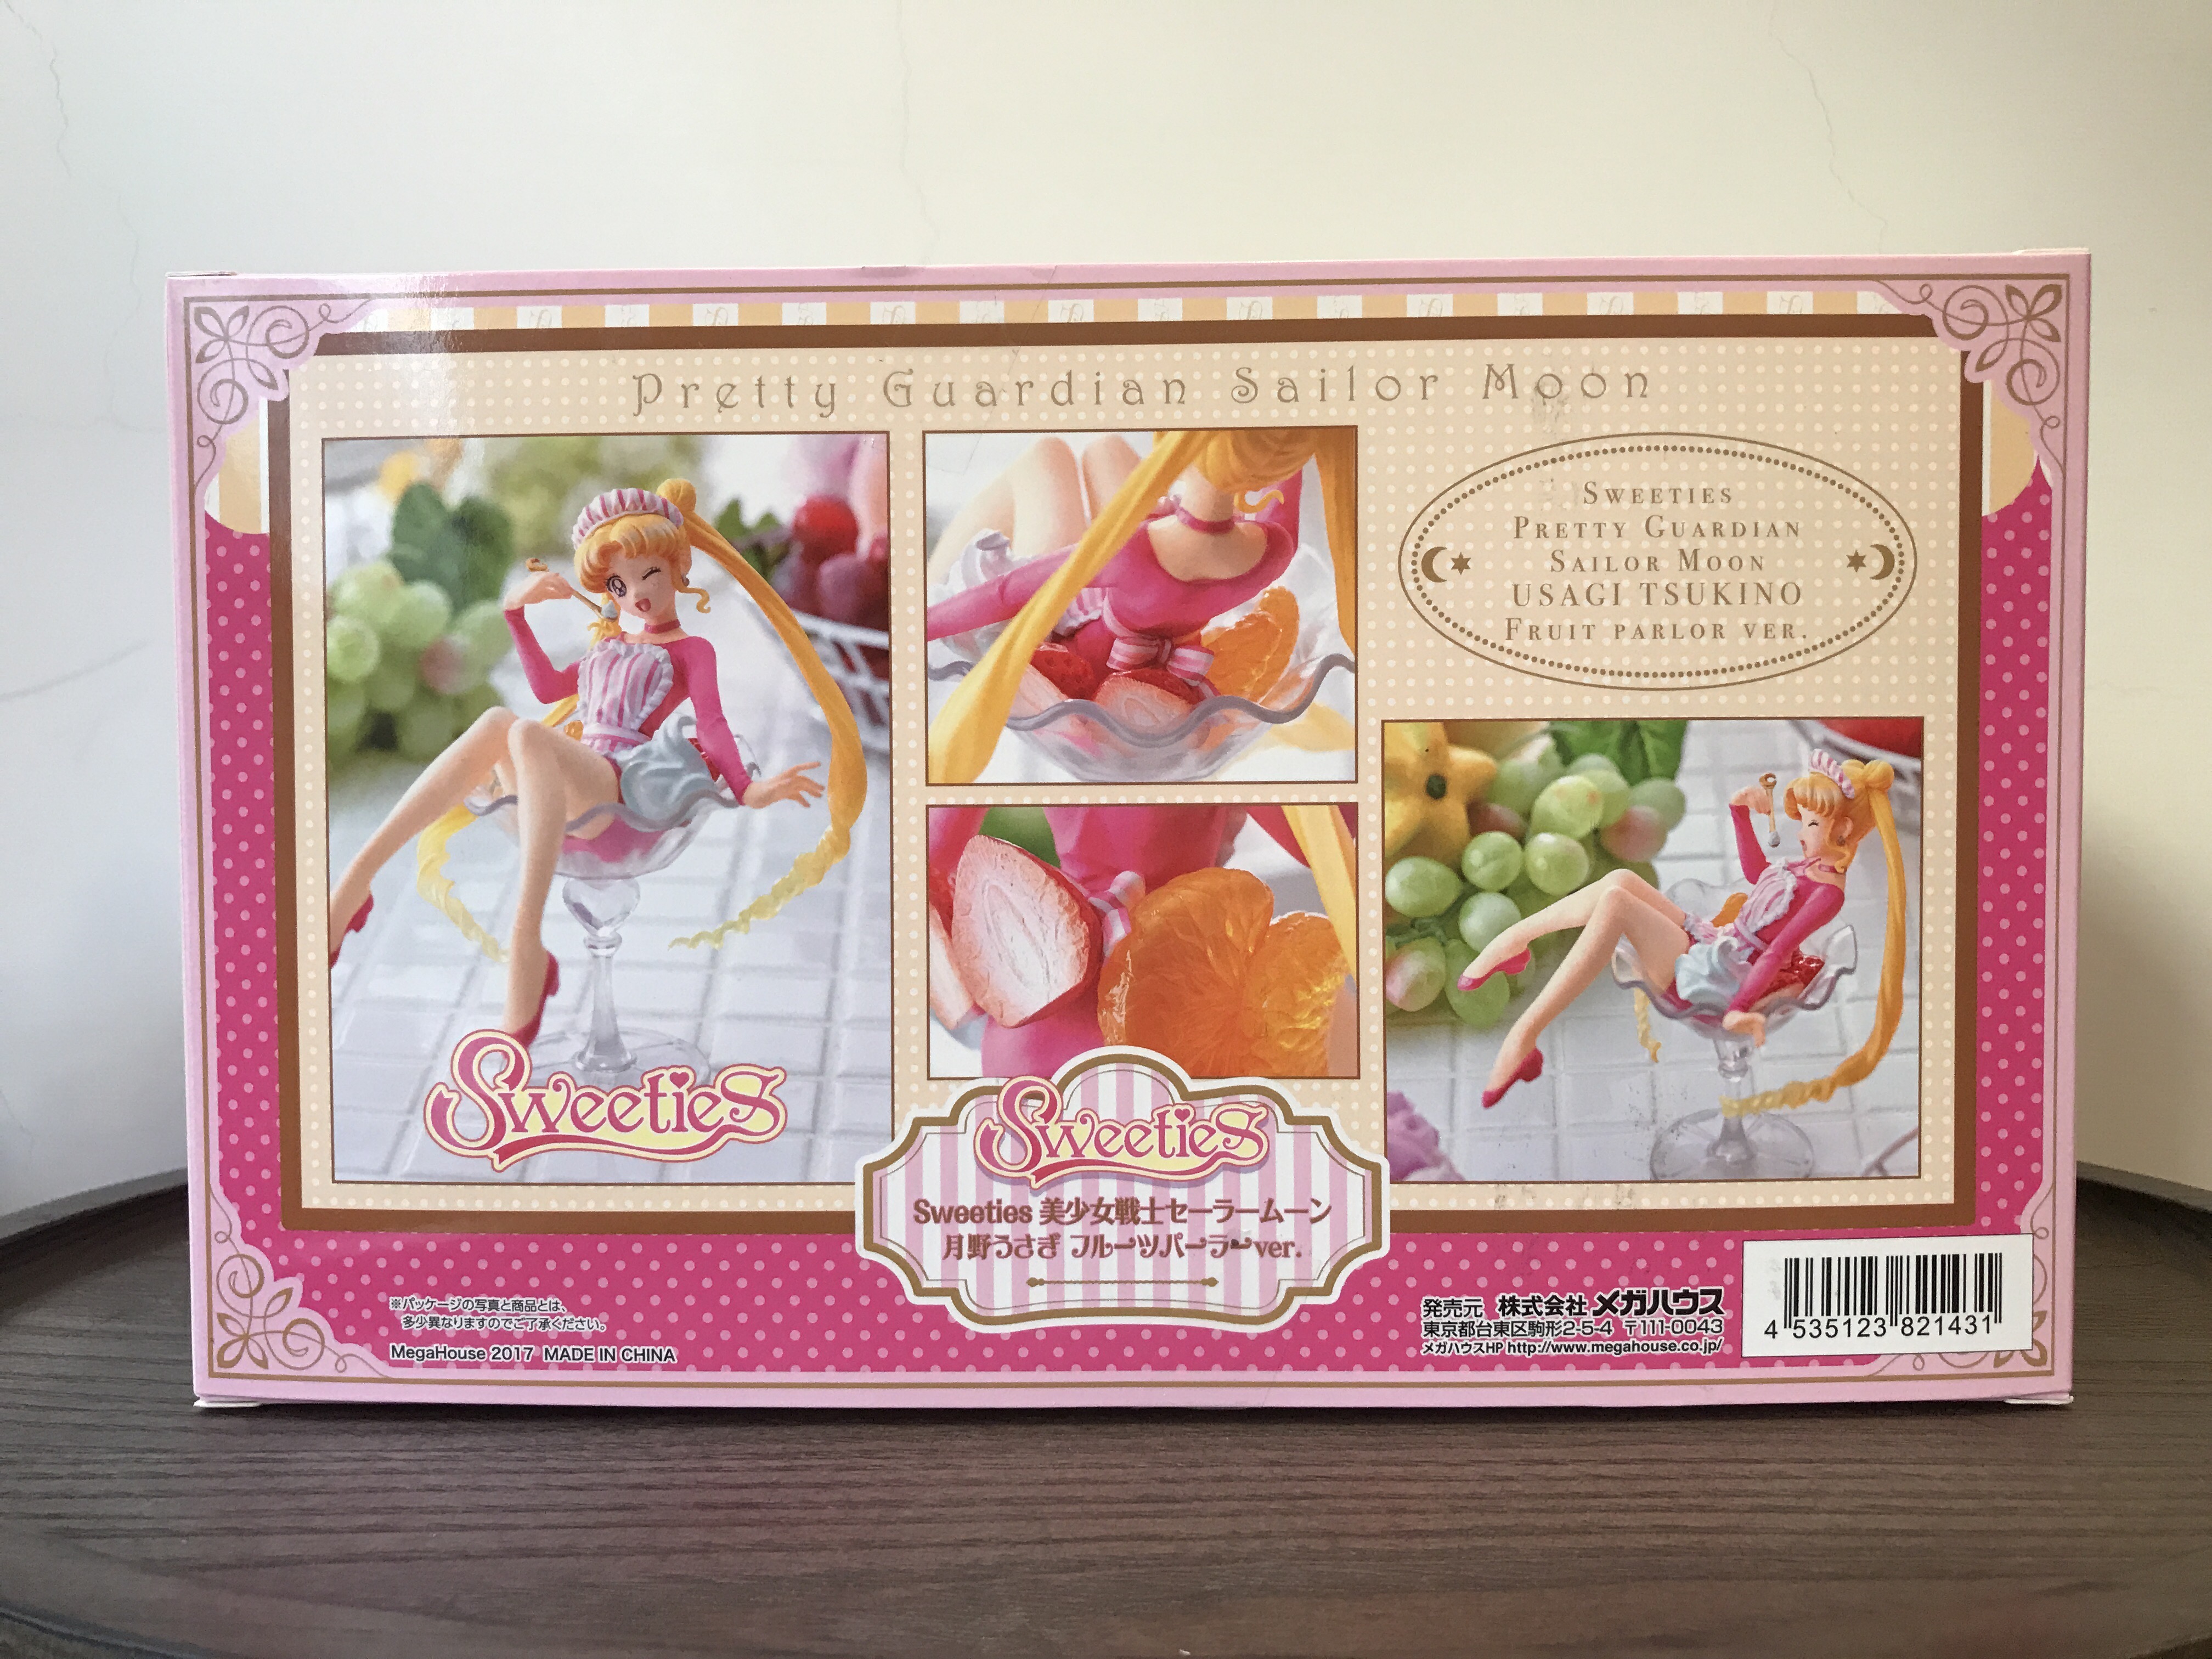 Pretty Guardian Sailor Moon
SWEETIES
PRETTY GUARDIAN
SAILOR MOON
USAGI TSUKINO
FRUIT PARLOR VER.
Sweeties
Sweeties
Sweeties 美少女戦士セーラームーン
月野うさぎ フルーツパーラーver.
※パッケージの写真と商品とは、
多少異なりますのでご了承ください。
MegaHouse 2017 MADE IN CHINA
発売元 株式会社 メガハウス
東京都台東区駒形2-5-4 〒111-0043
メガハウスHP http://www.megahouse.co.jp/
4 535123 821431